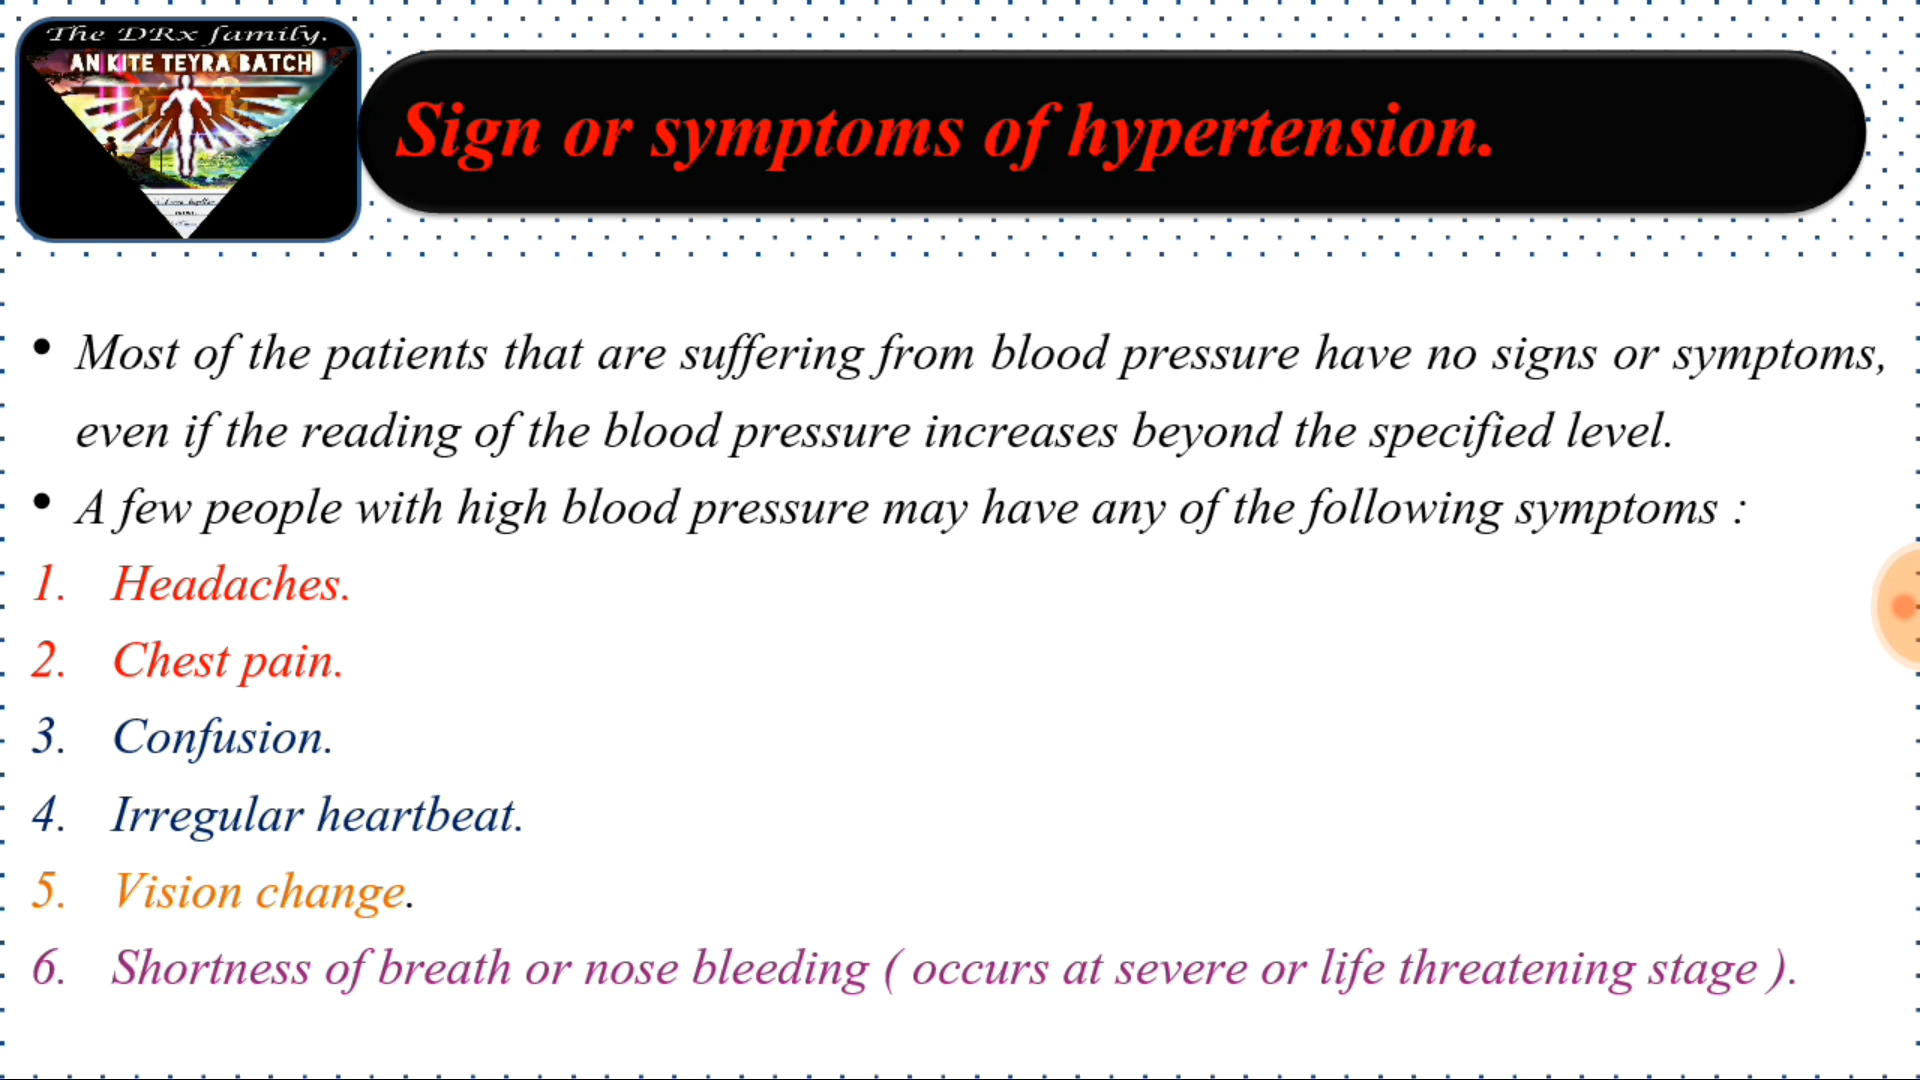 The DRx family.
AN KITE TEYRA BATCH
Sign or symptoms of hypertension.
• Most of the patients that are suffering from blood pressure have no signs or symptoms,
even if the reading of the blood pressure increases beyond the specified level.
• A few people with high blood pressure may have any of the following symptoms :
1. Headaches.
2. Chest pain.
3. Confusion.
4. Irregular heartbeat.
5. Vision change.
6. Shortness of breath or nose bleeding ( occurs at severe or life threatening stage ).